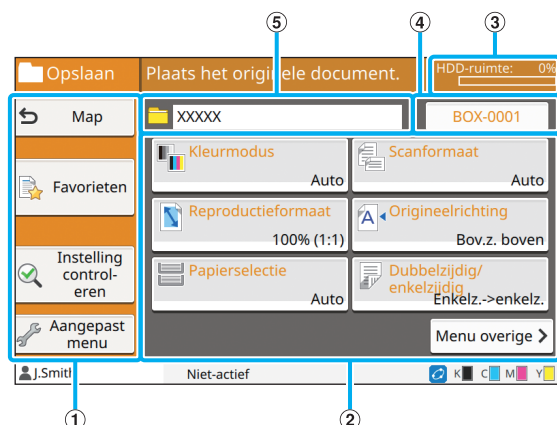 5
4
3
Opslaan
Plaats het originele document.
HDD-ruimte: 0%
Map
XXXXX
BOX-0001
Favorieten
Kleurmodus
Auto
Scanformaat
Auto
Reproductieformaat
100% (1:1)
Origineelrichting
Bov.z. boven
Instelling
control-
eren
Papierselectie
Auto
Dubbelzijdig/
enkelzijdig
Enkelz.->enkelz.
Aangepast
menu
Menu overige
J.Smith
Niet-actief
K C M Y
1
2